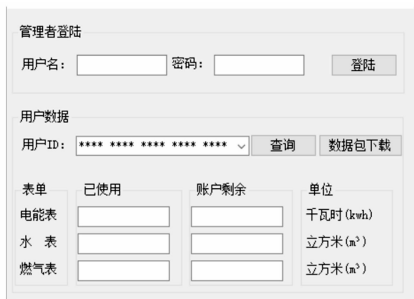 管理者登陆
用户名： 密码： 登陆
用户数据
用户ID： **** **** **** **** **** 查询 数据包下载
表单 已使用 账户剩余 单位
电能表 千瓦时(kwh)
水 表 立方米(m³)
燃气表 立方米(m³)